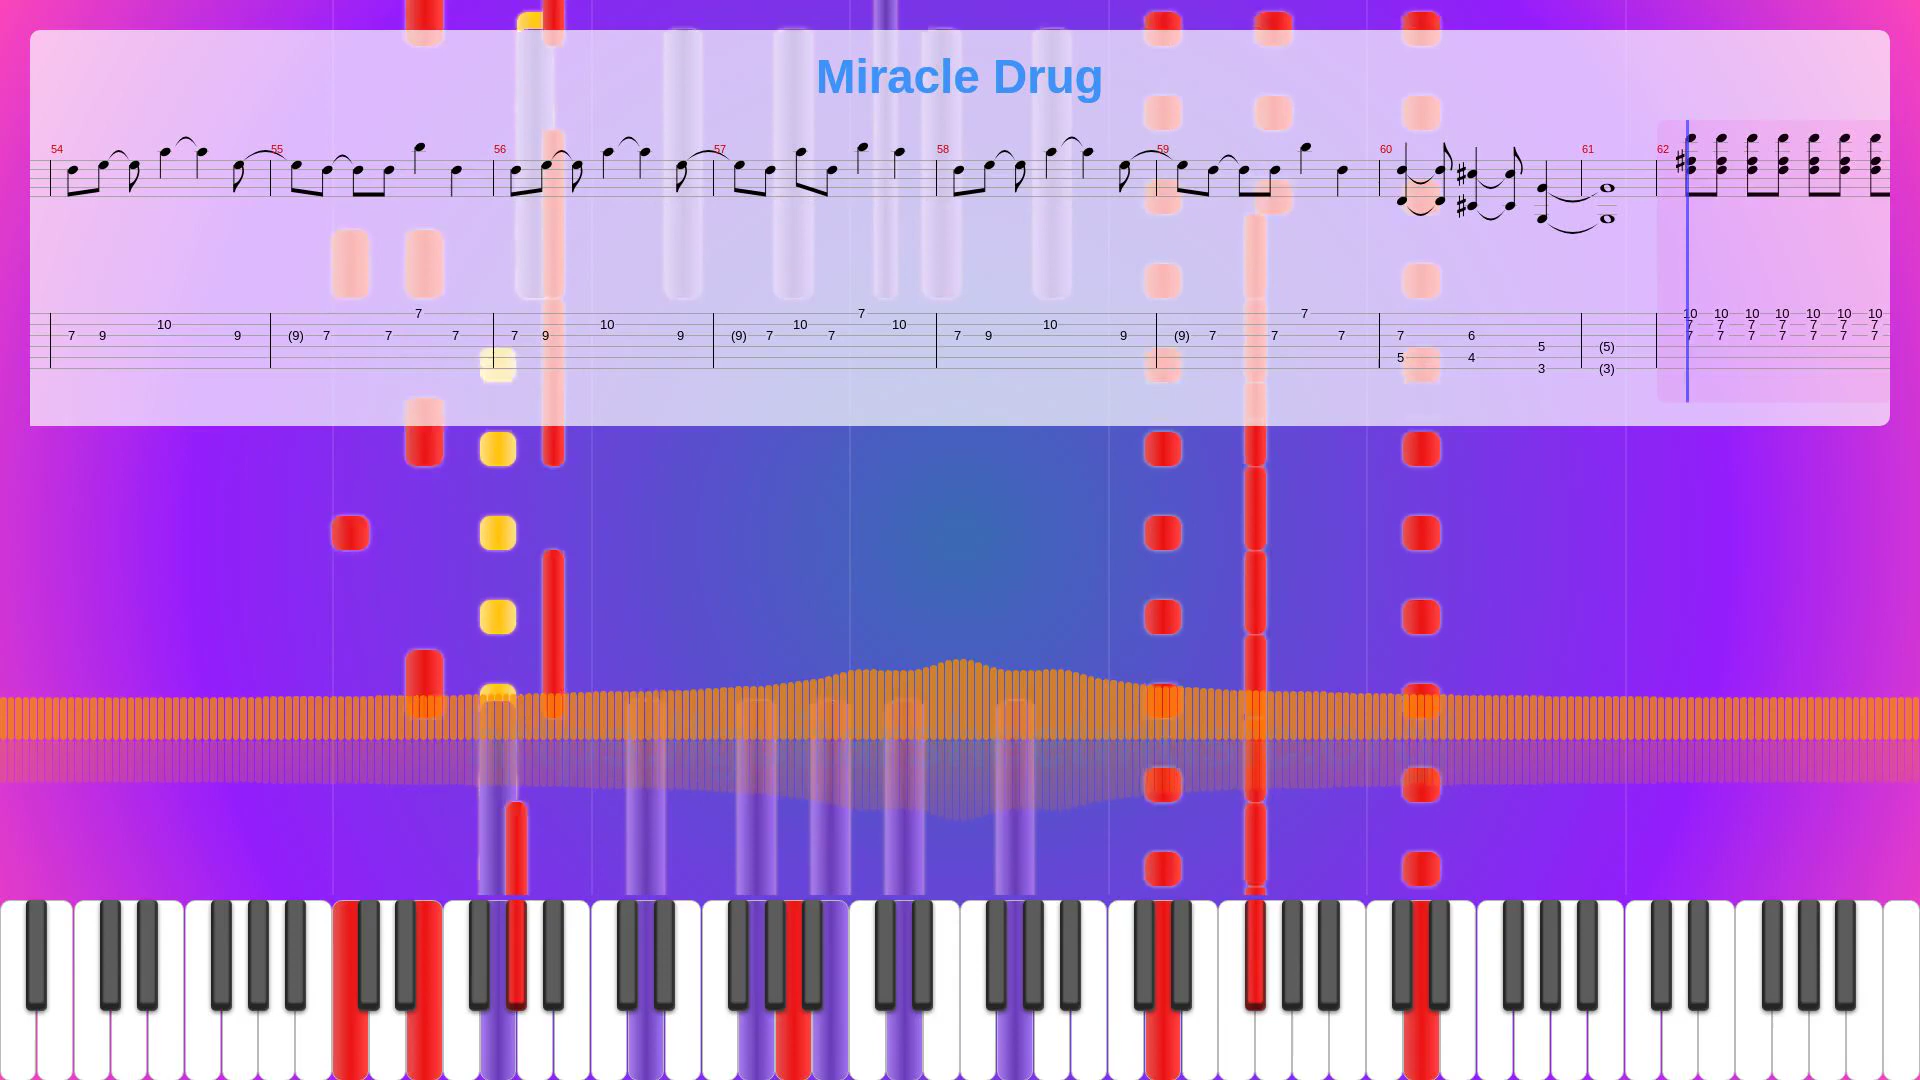 Miracle Drug
54 55 56 57 58 59 60 61 62
7 10 10 10 10 10 10 10
10 10 10 10 7 10 10 7 7 7 7 7 7 7
7 9 9 (9) 7 7 7 7 9 9 (9) 7 7 7 9 9 (9) 7 7 7 7 6 7 7 7 7 7 7 7
5 (5)
5 4
3 (3)